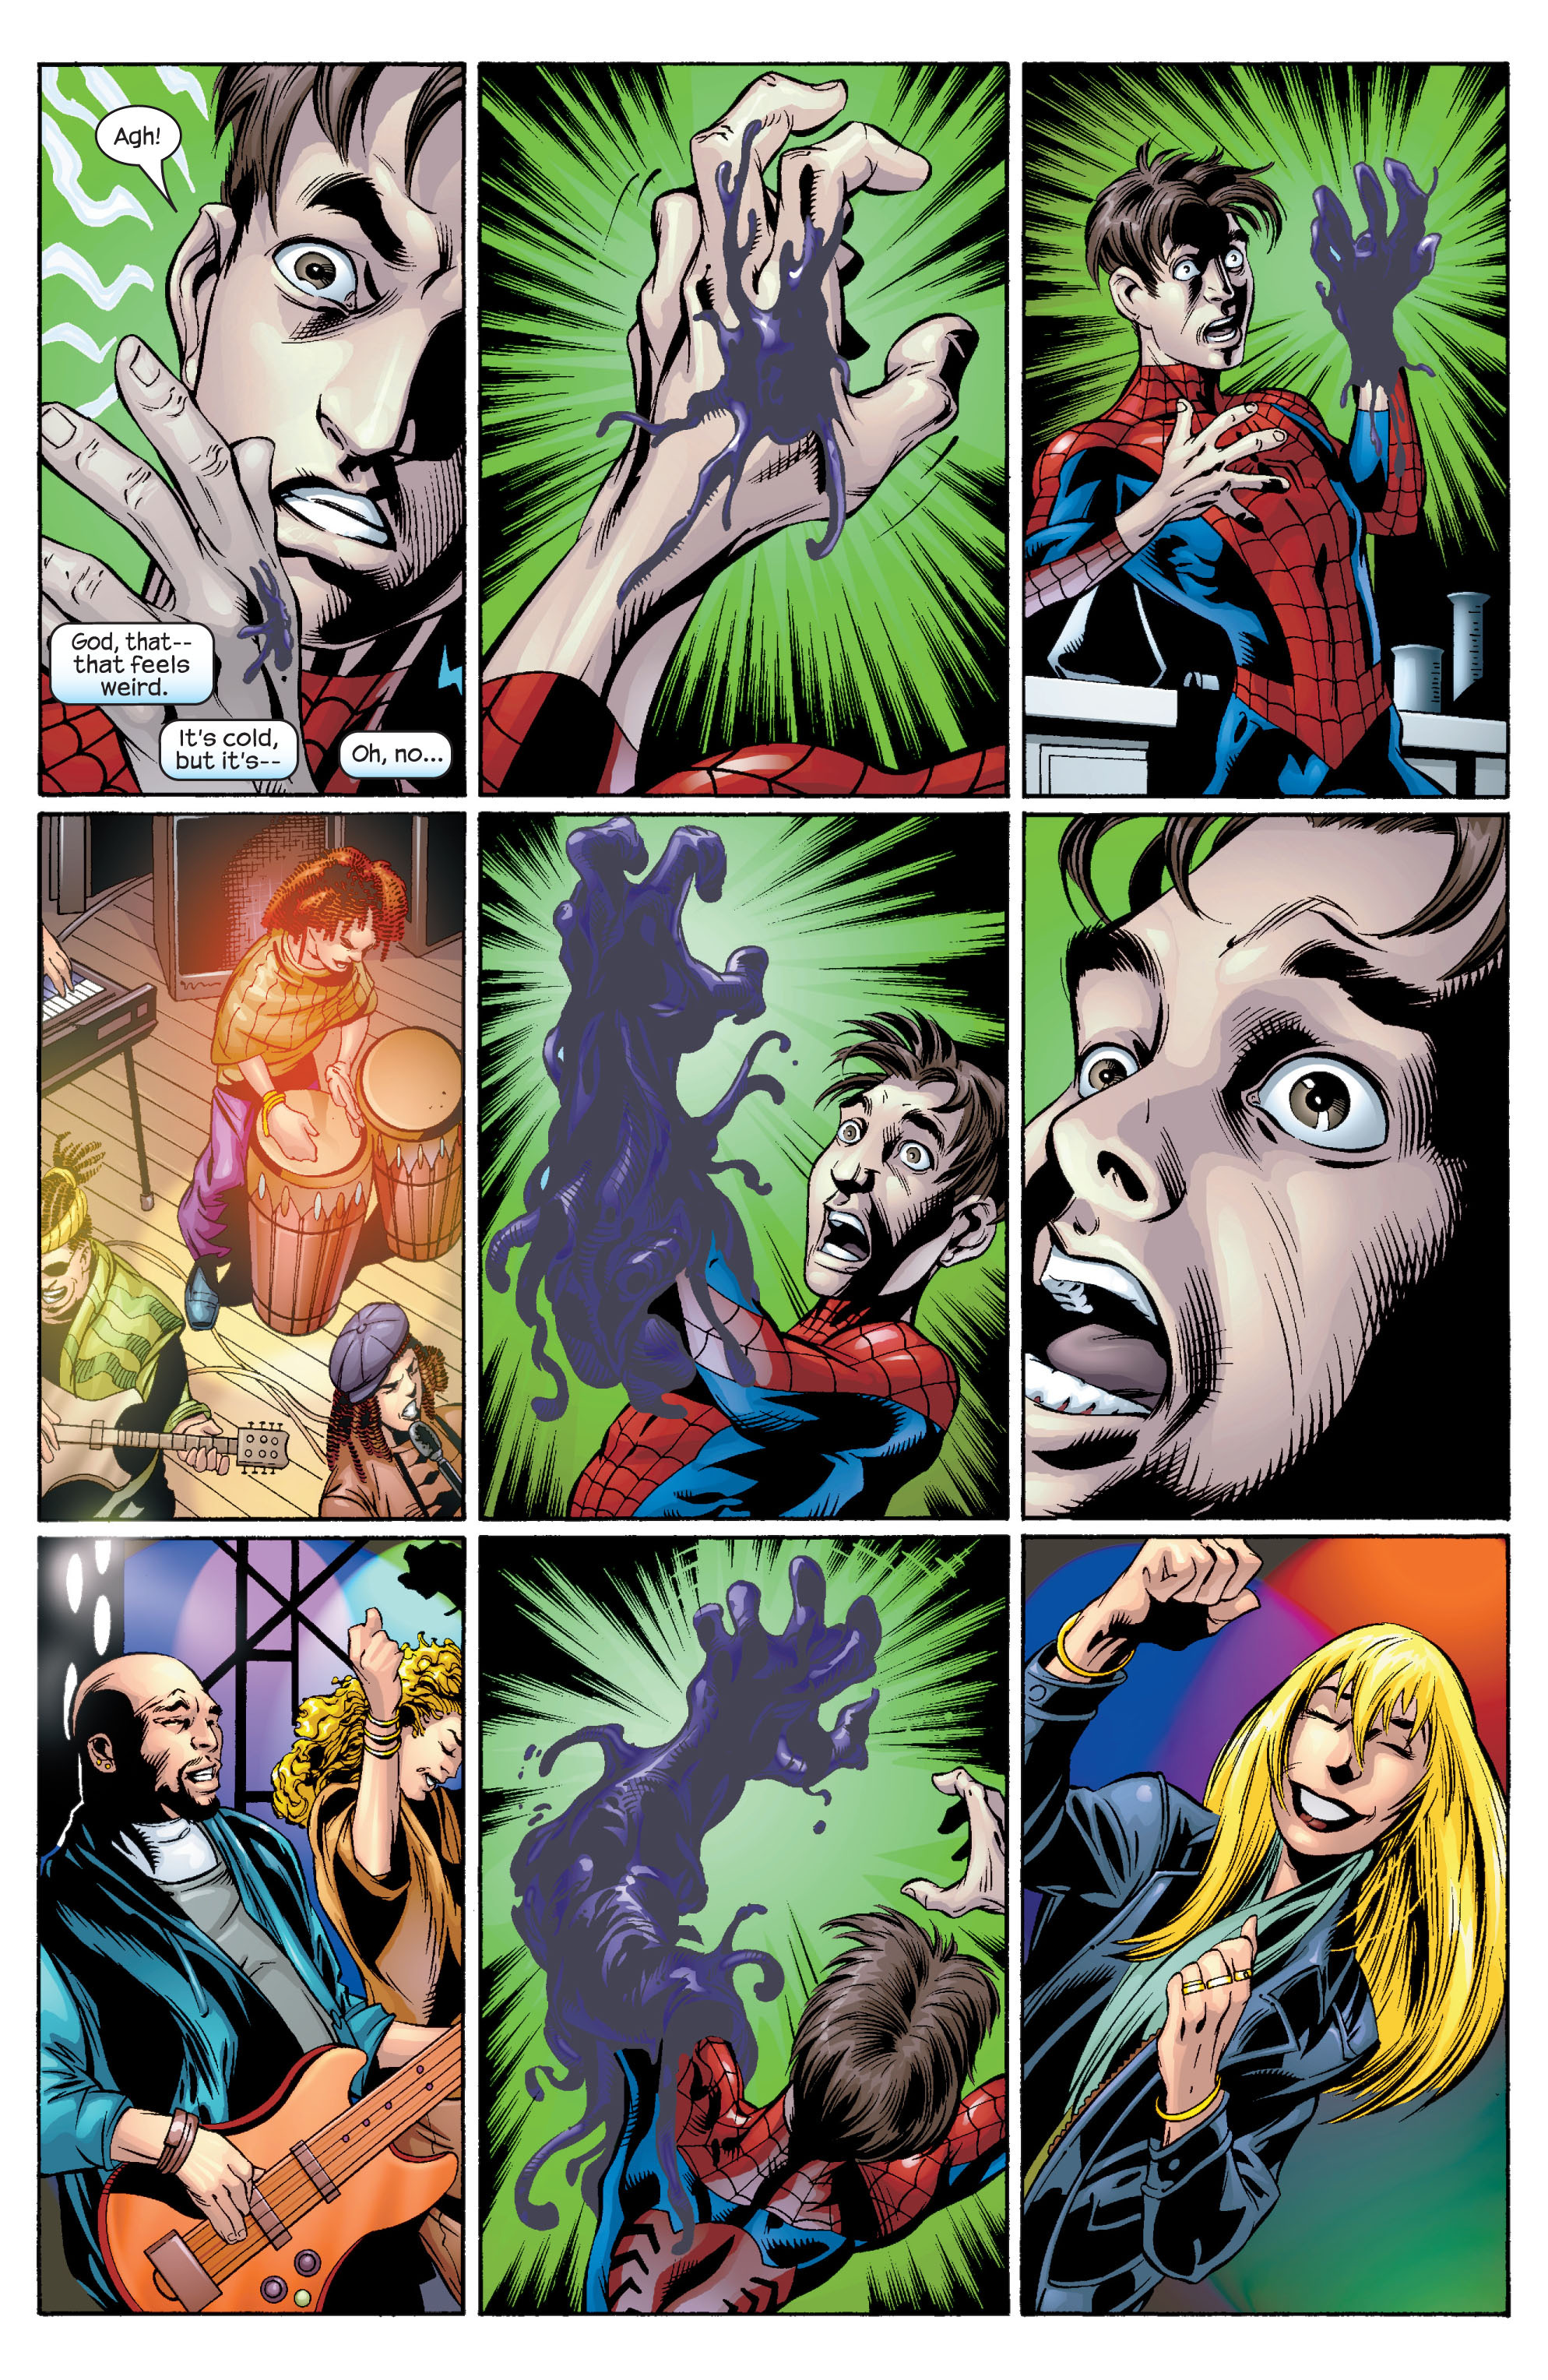 Agh!
God, that--
that feels
weird.
It's cold,
but it's--
Oh, no...